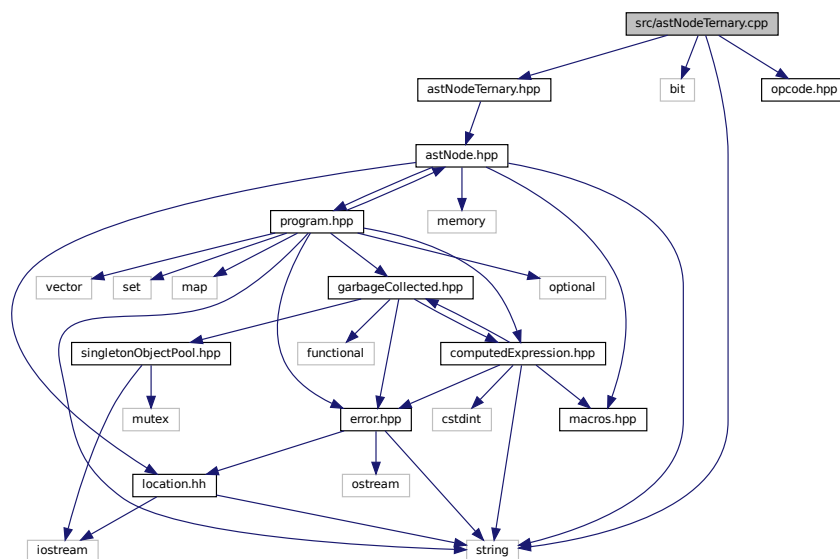 src/astNodeTernary.cpp
astNodeTernary.hpp
bit
opcode.hpp
astNode.hpp
program.hpp
memory
vector
set
map
garbageCollected.hpp
optional
singletonObjectPool.hpp
functional
computedExpression.hpp
mutex
error.hpp
cstdint
macros.hpp
location.hh
ostream
iostream
string